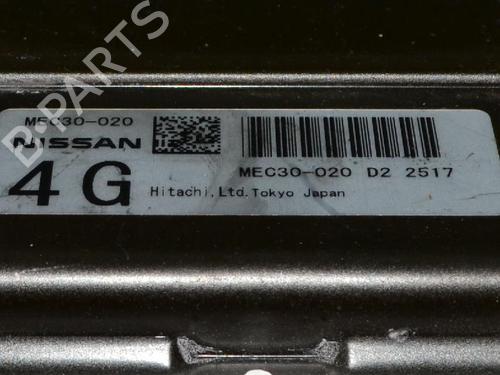 MEC30-020
NISSAN
4G
MEC30-020 D2 2517
Hitachi,Ltd.Tokyo Japan
B-PARTS